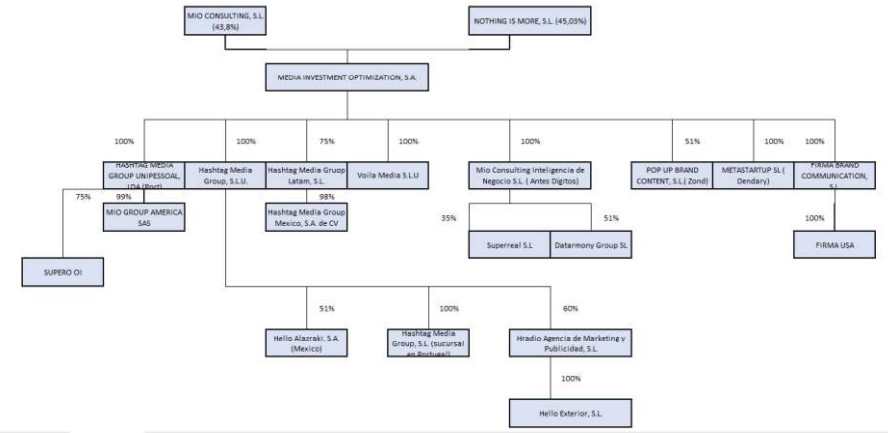 MIO CONSULTING, S.L.
(43,8%)
NOTHING IS MORE, S.L. (45,03%)
MEDIA INVESTMENT OPTIMIZATION, S.A.
100%
100%
75%
100%
100%
51%
100%
100%
HASHTAG MEDIA
GROUP UNIPESSOAL,
LDA (Port)
Hashtag Media
Group, S.L.U.
Hashtag Media Gruop
Latam, S.L.
Voila Media S.L.U
Mio Consulting Inteligencia de
Negocio S.L. ( Antes Digitos)
POP UP BRAND
CONTENT, S.L.( Zond)
METASTARTUP SL (
Dendary)
FIRMA BRAND
COMMUNICATION,
S.L.
75%
99%
98%
MIO GROUP AMERICA
SAS
Hashtag Media Group
Mexico, S.A. de CV
35%
51%
100%
Superreal S.L
Datarmony Group SL
FIRMA USA
SUPERO OI
51%
100%
60%
Hello Alazraki, S.A.
(Mexico)
Hashtag Media
Group, S.L. (sucursal
en Portugal)
Hradio Agencia de Marketing y
Publicidad, S.L.
100%
Hello Exterior, S.L.